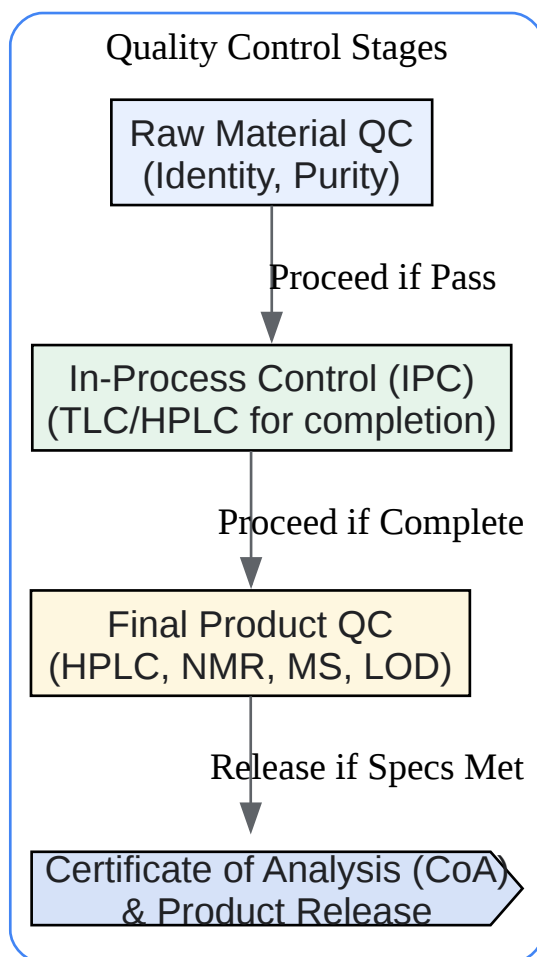 Quality Control Stages
Raw Material QC
(Identity, Purity)
Proceed if Pass
In-Process Control (IPC)
(TLC/HPLC for completion)
Proceed if Complete
Final Product QC
(HPLC, NMR, MS, LOD)
Release if Specs Met
Certificate of Analysis (CoA)
& Product Release